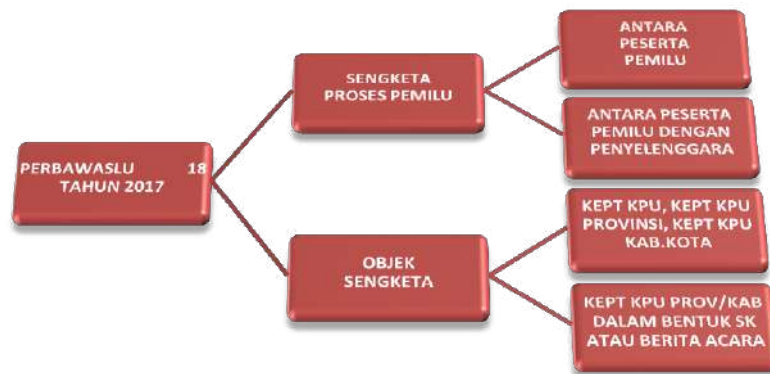 PERBAWASLU 18
TAHUN 2017
SENGKETA
PROSES PEMILU
ANTARA
PESERTA
PEMILU
ANTARA PESERTA
PEMILU DENGAN
PENYELENGGARA
OBJEK
SENGKETA
KEPT KPU, KEPT KPU
PROVINSI, KEPT KPU
KAB.KOTA
KEPT KPU PROV/KAB
DALAM BENTUK SK
ATAU BERITA ACARA